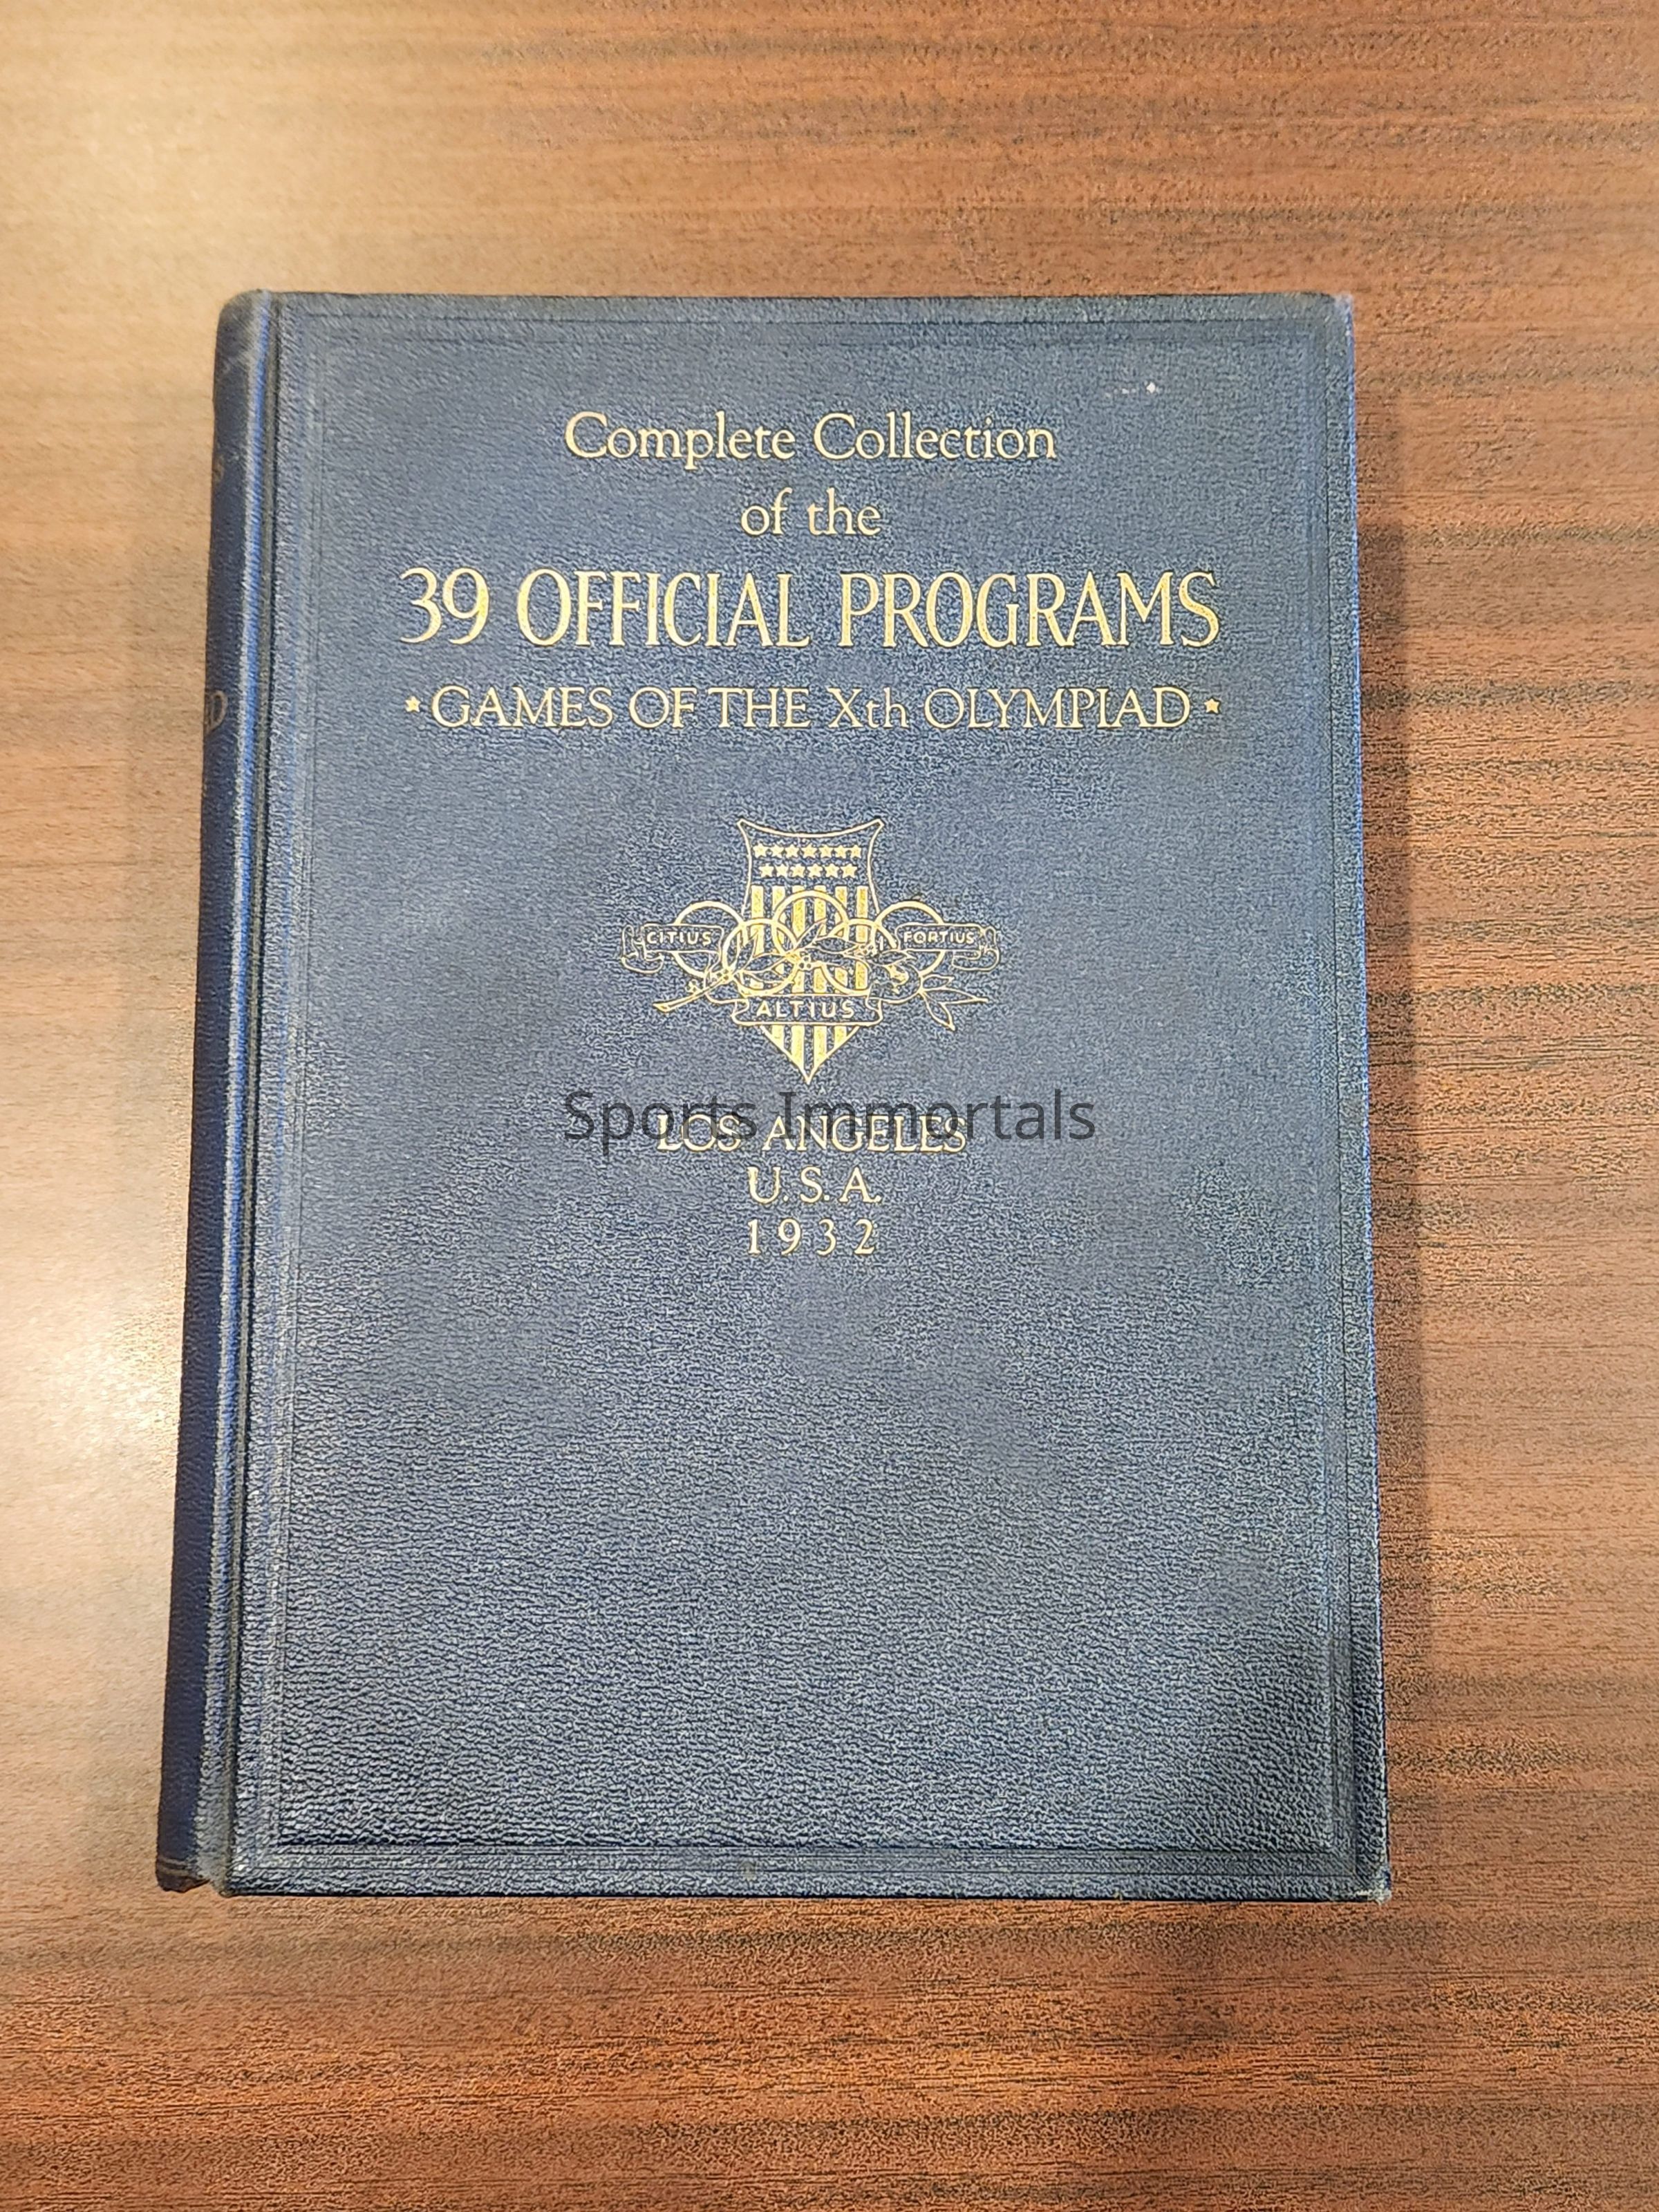 Complete Collection
of the
39 OFFICIAL PROGRAMS
GAMES OF THE Xth OLYMPIAD
CITIUS
FORTIUS
ALTIUS
Sports Immortals
LOS ANGELES
U.S.A.
1932